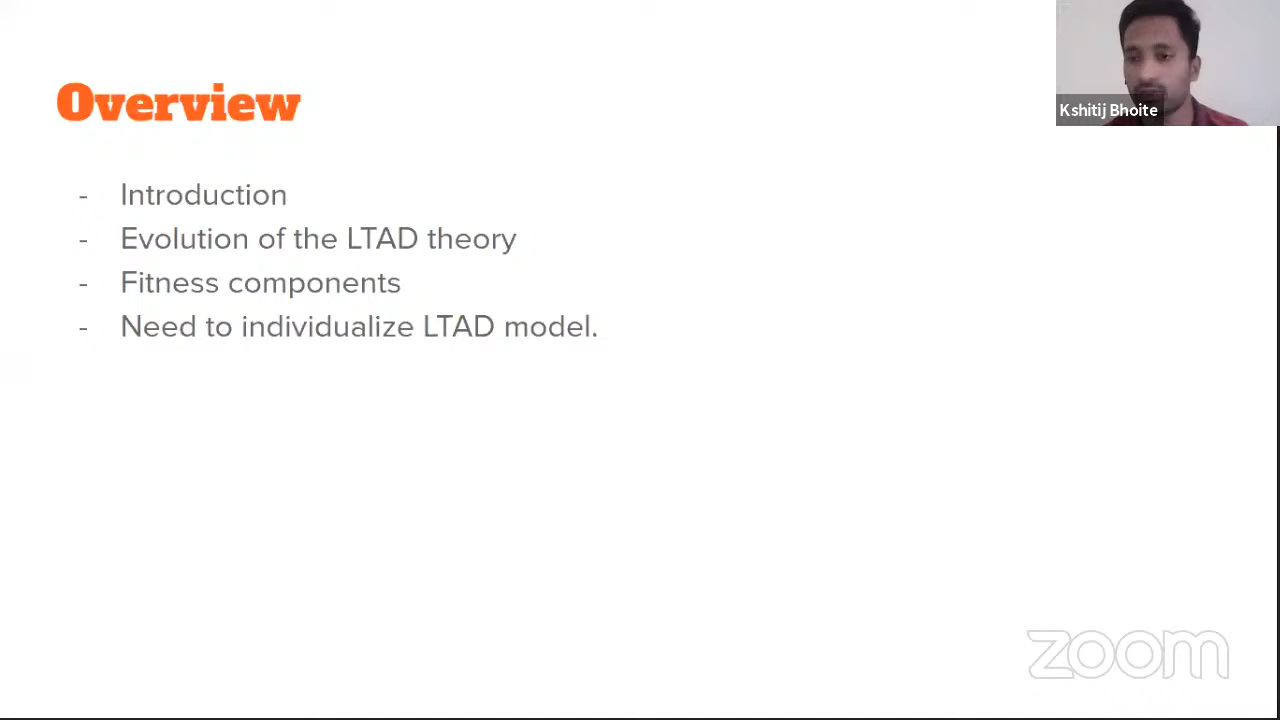 Overview
- Introduction
- Evolution of the LTAD theory
- Fitness components
- Need to individualize LTAD model.
Kshitij Bhoite
zoom